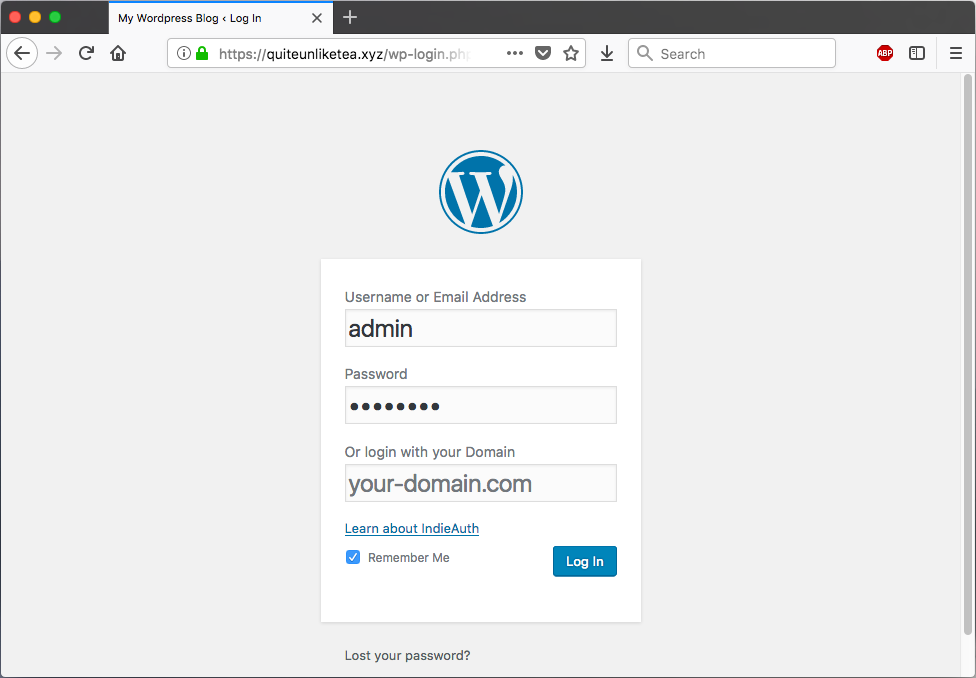 My Wordpress Blog ‹ Log In
https://quiteunliketea.xyz/wp-login.php
Search
ABP
W
Username or Email Address
admin
Password
Or login with your Domain
your-domain.com
Learn about IndieAuth
Remember Me
Log In
Lost your password?